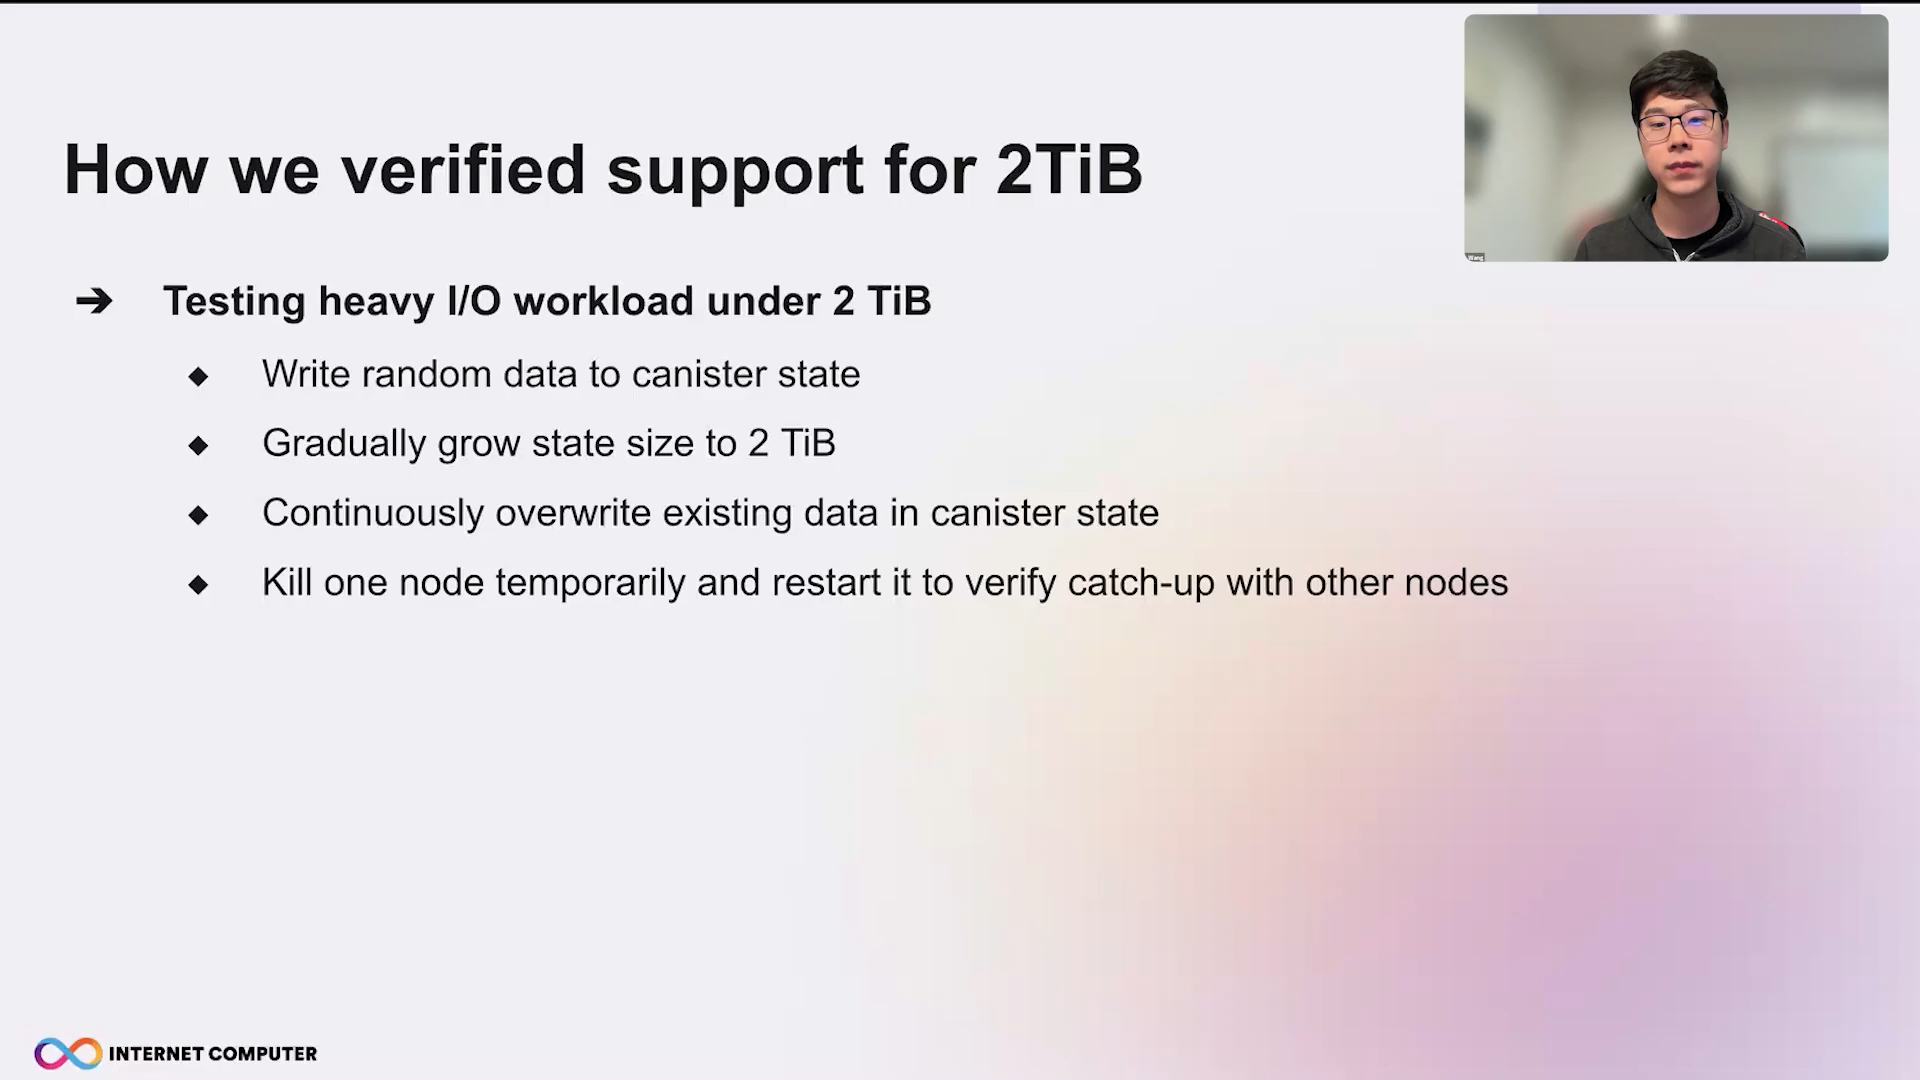 How we verified support for 2TiB
➔ Testing heavy I/O workload under 2 TiB
◆ Write random data to canister state
◆ Gradually grow state size to 2 TiB
◆ Continuously overwrite existing data in canister state
◆ Kill one node temporarily and restart it to verify catch-up with other nodes
Wang
INTERNET COMPUTER